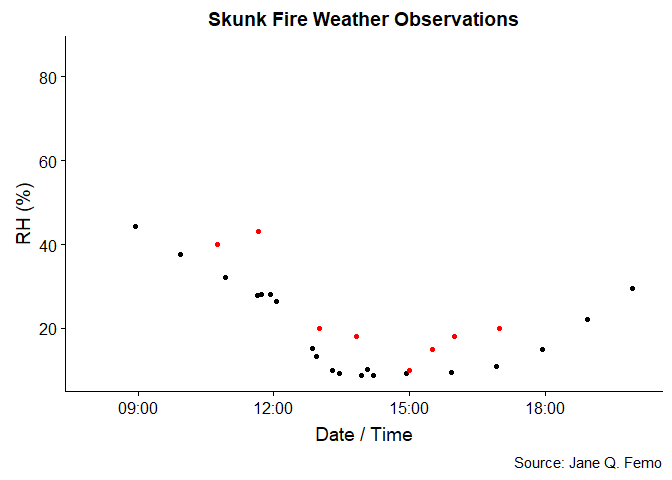 Skunk Fire Weather Observations
80
60
40
20
RH (%)
09:00
12:00
15:00
18:00
Date / Time
Source: Jane Q. Femo